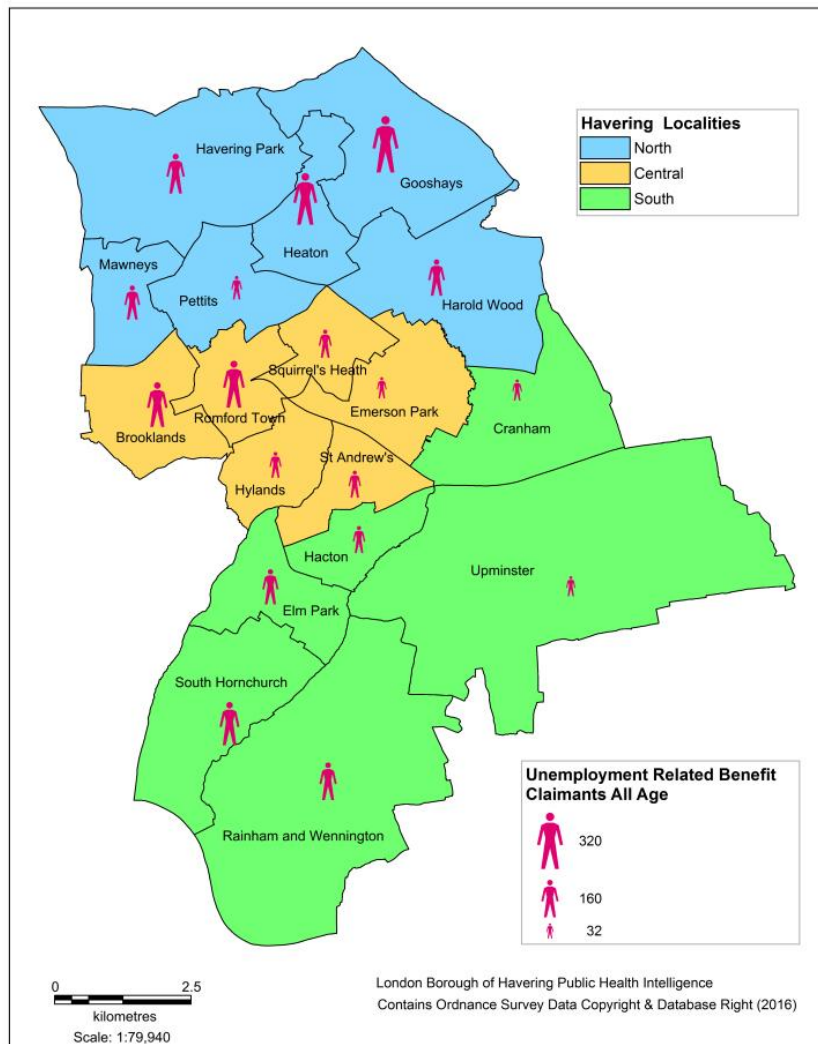 Havering Localities
North
Central
South
Havering Park
Gooshays
Heaton
Mawneys
Pettits
Harold Wood
Squirrel's Heath
Romford Town
Emerson Park
Brooklands
Cranham
St Andrew's
Hylands
Hacton
Upminster
Elm Park
South Hornchurch
Rainham and Wennington
Unemployment Related Benefit
Claimants All Age
320
160
32
0 2.5
kilometres
Scale: 1:79,940
London Borough of Havering Public Health Intelligence
Contains Ordnance Survey Data Copyright & Database Right (2016)